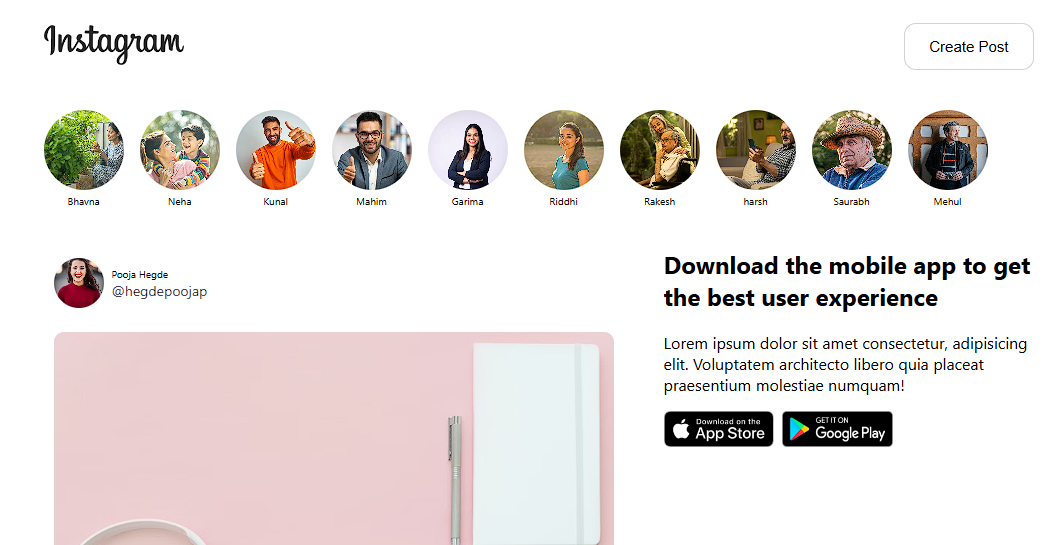 Instagram
Create Post
Bhavna
Neha
Kunal
Mahim
Garima
Riddhi
Rakesh
harsh
Saurabh
Mehul
Pooja Hegde
@hegdepoojap
Download the mobile app to get
the best user experience
Lorem ipsum dolor sit amet consectetur, adipisicing
elit. Voluptatem architecto libero quia placeat
praesentium molestiae numquam!
Download on the
App Store
GET IT ON
Google Play